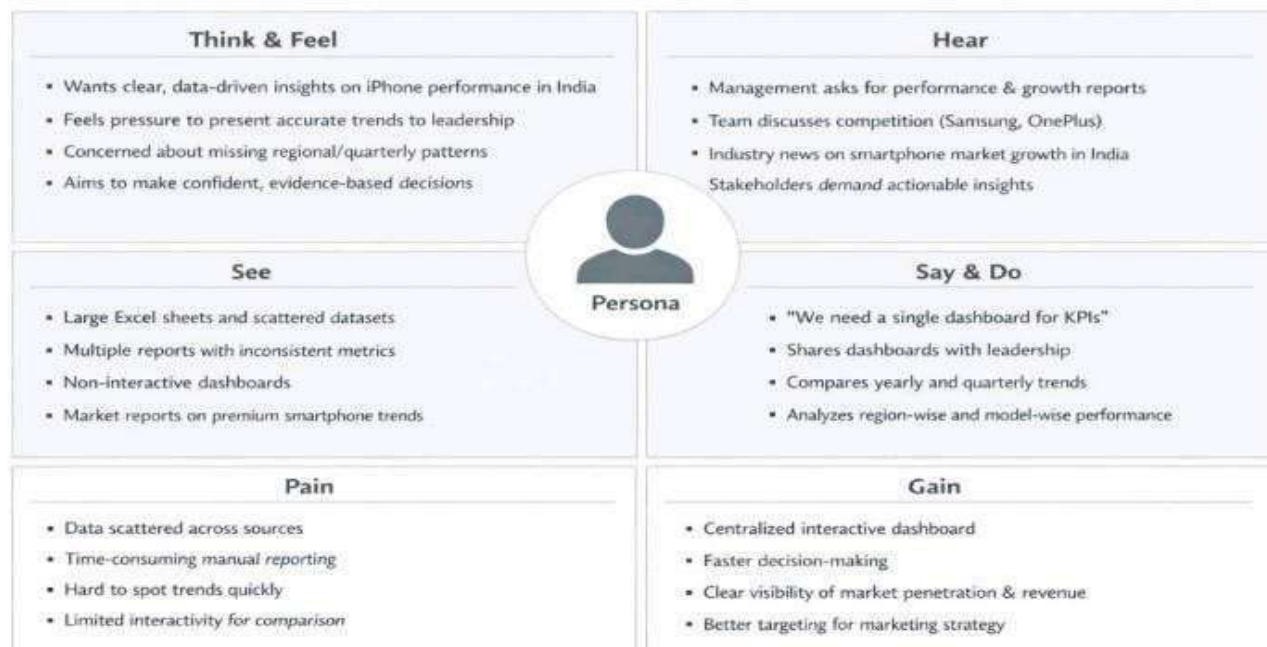 Think & Feel
• Wants clear, data-driven insights on iPhone performance in India
• Feels pressure to present accurate trends to leadership
• Concerned about missing regional/quarterly patterns
• Aims to make confident, evidence-based decisions
Hear
• Management asks for performance & growth reports
• Team discusses competition (Samsung, OnePlus)
• Industry news on smartphone market growth in India
Stakeholders demand actionable insights
Persona
See
• Large Excel sheets and scattered datasets
• Multiple reports with inconsistent metrics
• Non-interactive dashboards
• Market reports on premium smartphone trends
Say & Do
• "We need a single dashboard for KPIs"
• Shares dashboards with leadership
• Compares yearly and quarterly trends
• Analyzes region-wise and model-wise performance
Pain
• Data scattered across sources
• Time-consuming manual reporting
• Hard to spot trends quickly
• Limited interactivity for comparison
Gain
• Centralized interactive dashboard
• Faster decision-making
• Clear visibility of market penetration & revenue
• Better targeting for marketing strategy